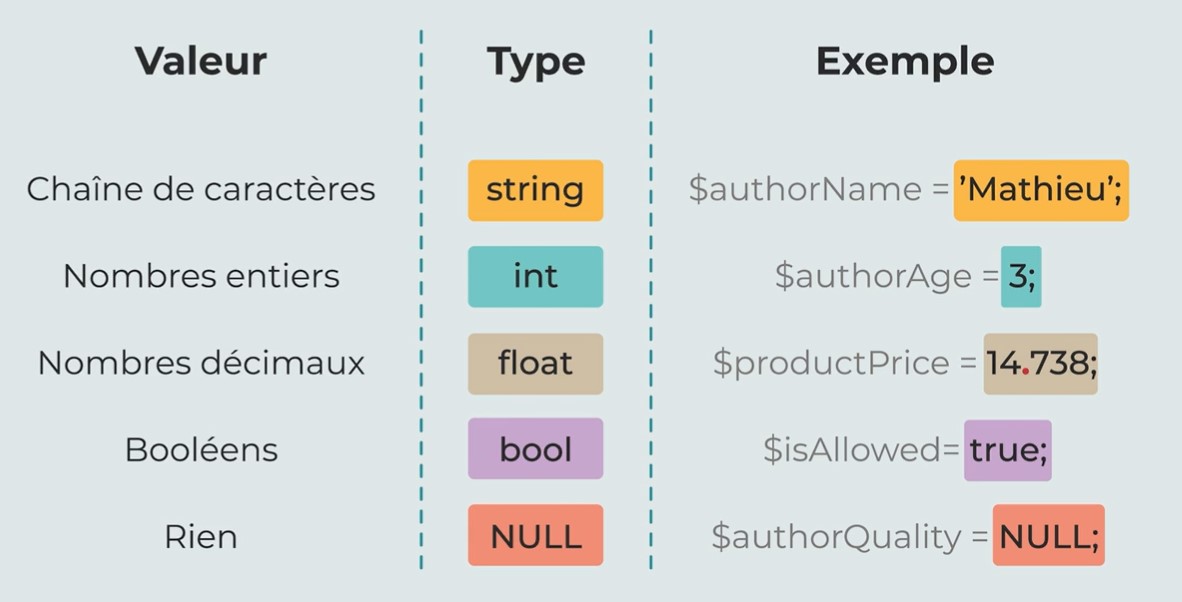 Valeur Type Exemple
Chaîne de caractères string $authorName = ’Mathieu’;
Nombres entiers int $authorAge = 3;
Nombres décimaux float $productPrice = 14.738;
Booléens bool $isAllowed= true;
Rien NULL $authorQuality = NULL;